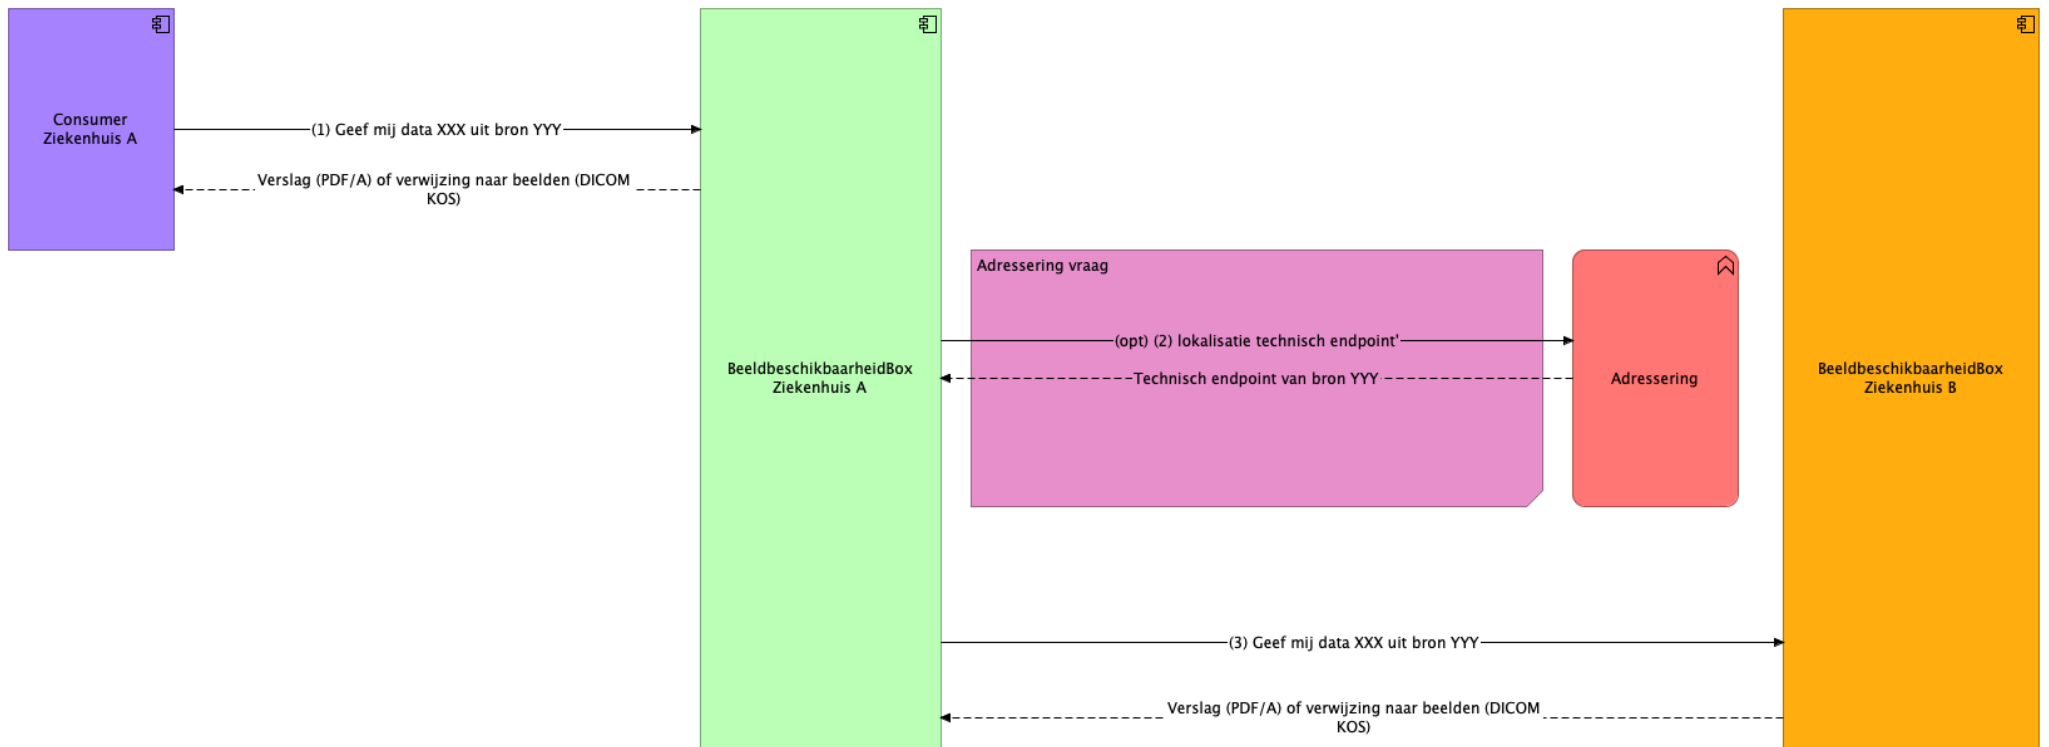 Consumer
Ziekenhuis A
(1) Geef mij data XXX uit bron YYY
Verslag (PDF/A) of verwijzing naar beelden (DICOM
KOS)
BeeldbeschikbaarheidBox
Ziekenhuis A
Adressering vraag
(opt) (2) lokalisatie technisch endpoint'
Technisch endpoint van bron YYY
Adressering
BeeldbeschikbaarheidBox
Ziekenhuis B
(3) Geef mij data XXX uit bron YYY
Verslag (PDF/A) of verwijzing naar beelden (DICOM
KOS)